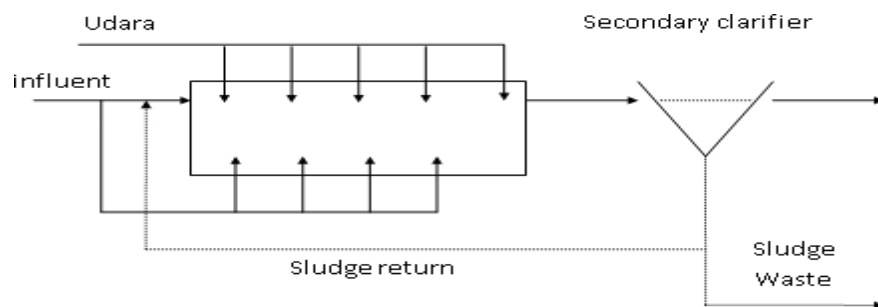 Udara
Secondary clarifier
influent
Sludge return
Sludge
Waste